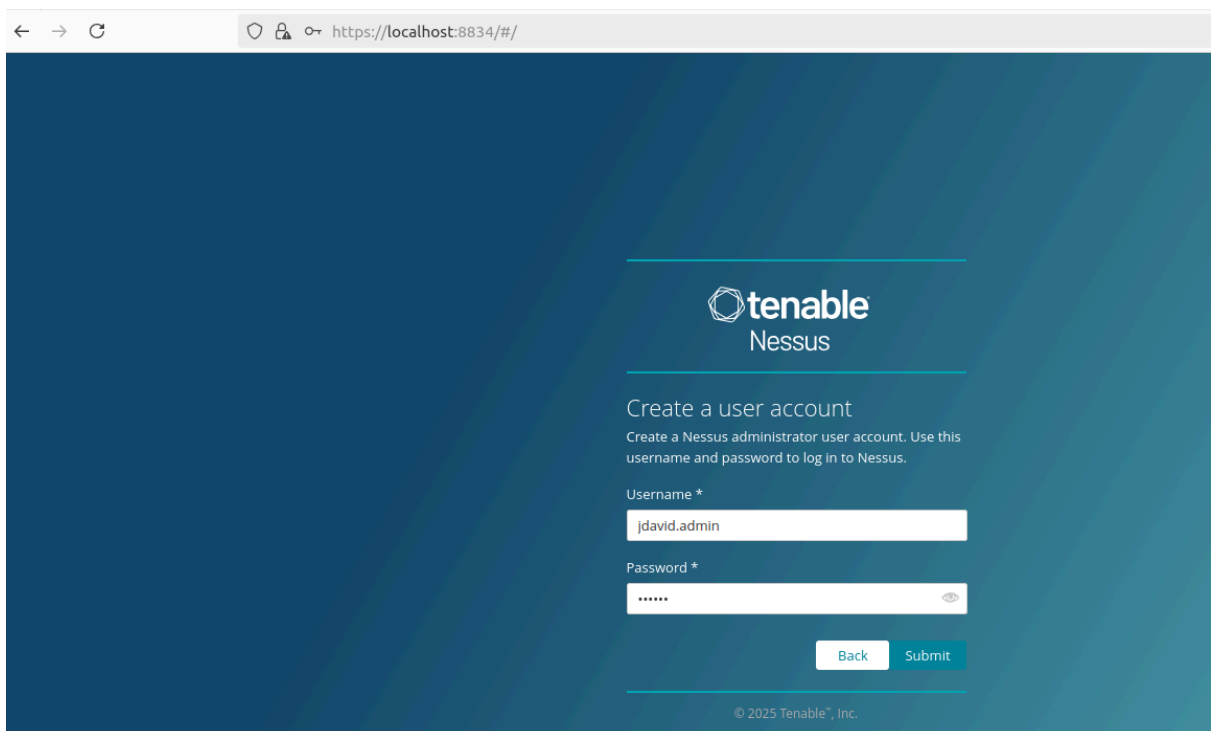 https://localhost:8834/#/
tenable
Nessus
Create a user account
Create a Nessus administrator user account. Use this
username and password to log in to Nessus.
Username *
jdavid.admin
Password *
••••••
Back Submit
© 2025 Tenable™, Inc.